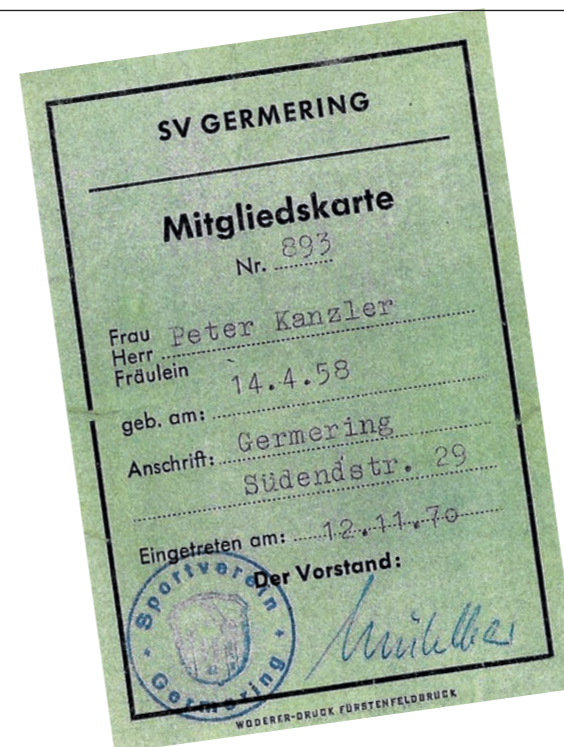 SV GERMERING
Mitgliedskarte
Nr. 893
Frau
Herr Peter Kanzler
Fräulein
geb. am: 14.4.58
Anschrift: Germering
Südendstr. 29
Eingetreten am: 12.11.70
Der Vorstand:
Sportverein
Germering
WODERER-DRUCK FÜRSTENFELDBRUCK